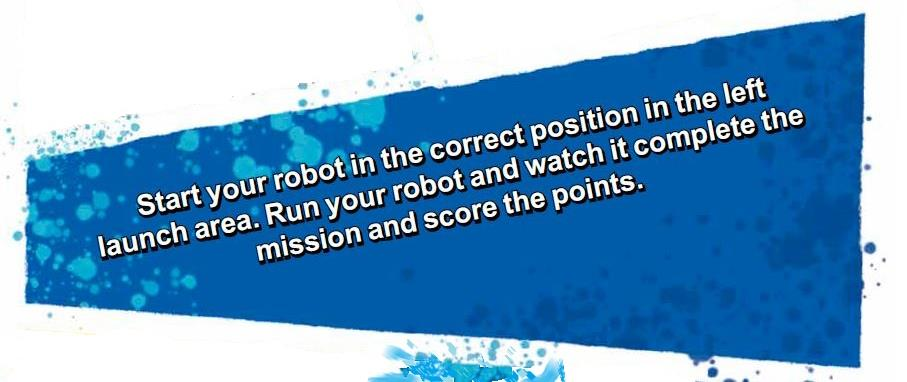 Start your robot in the correct position in the left
launch area. Run your robot and watch it complete the
mission and score the points.